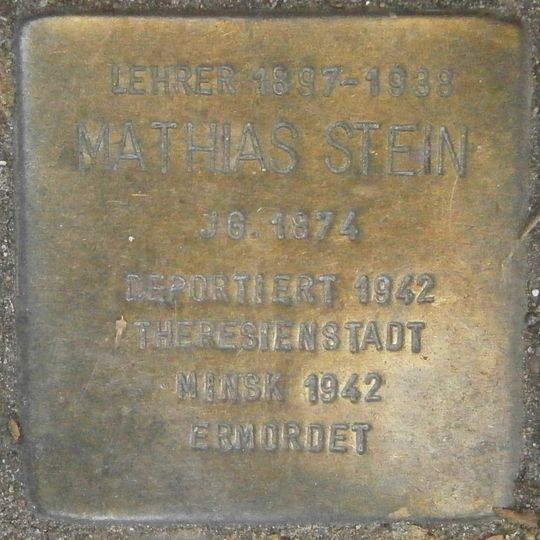 LEHRER 1897-1938
MATHIAS STEIN
JG. 1874
DEPORTIERT 1942
THERESIENSTADT
MINSK 1942
ERMORDET